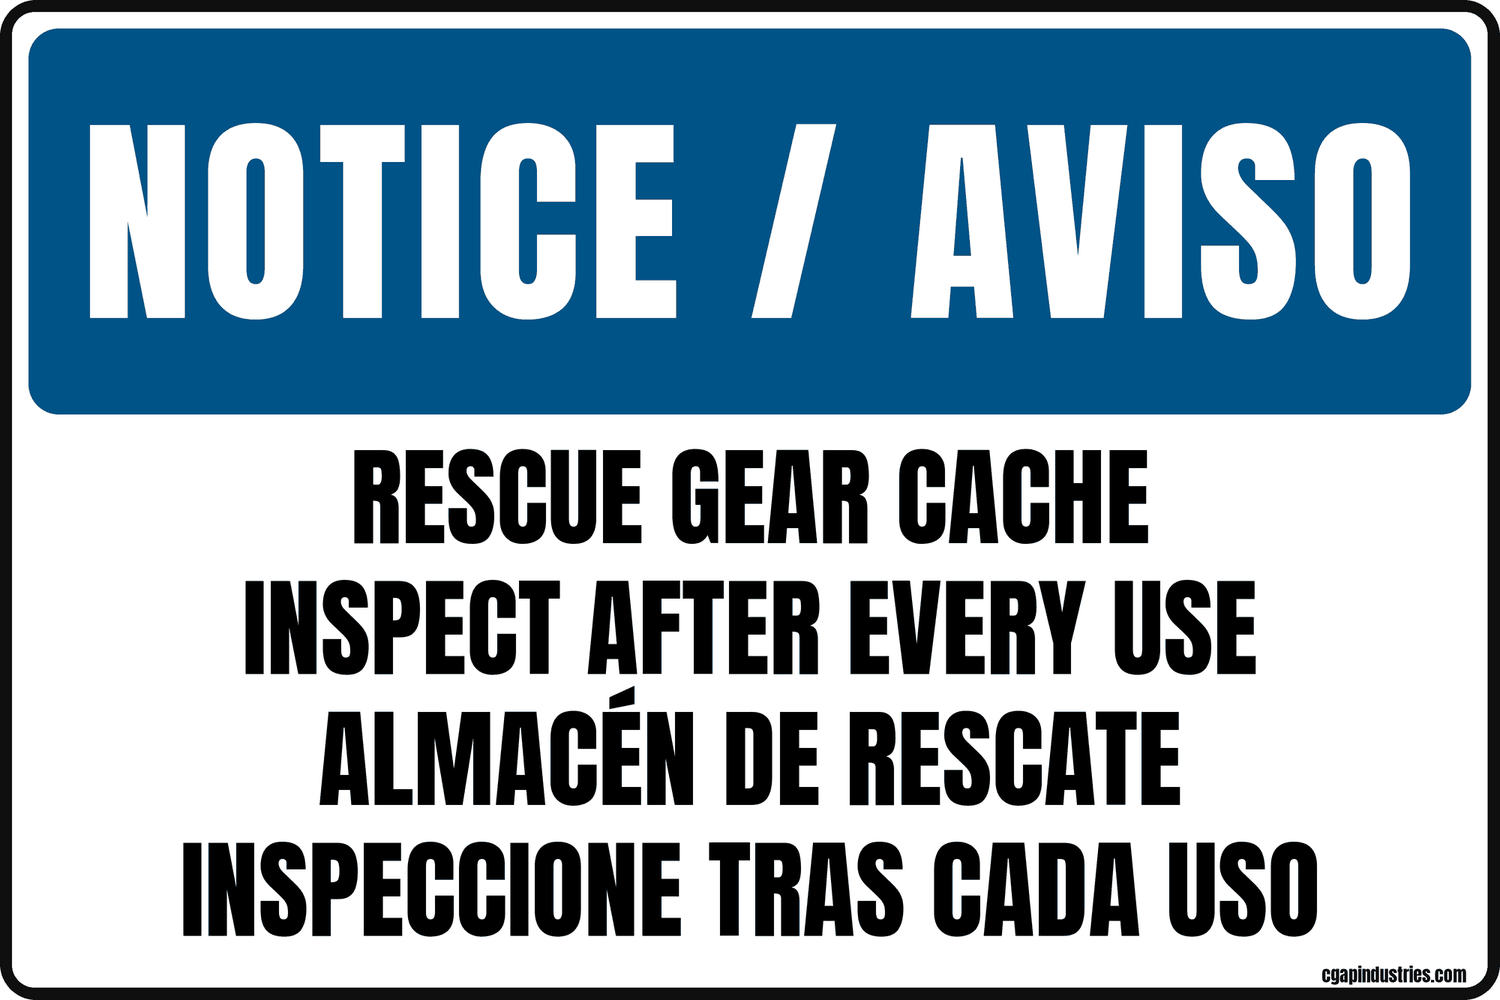 NOTICE / AVISO
RESCUE GEAR CACHE
INSPECT AFTER EVERY USE
ALMACÉN DE RESCATE
INSPECCIONE TRAS CADA USO
cgapindustries.com